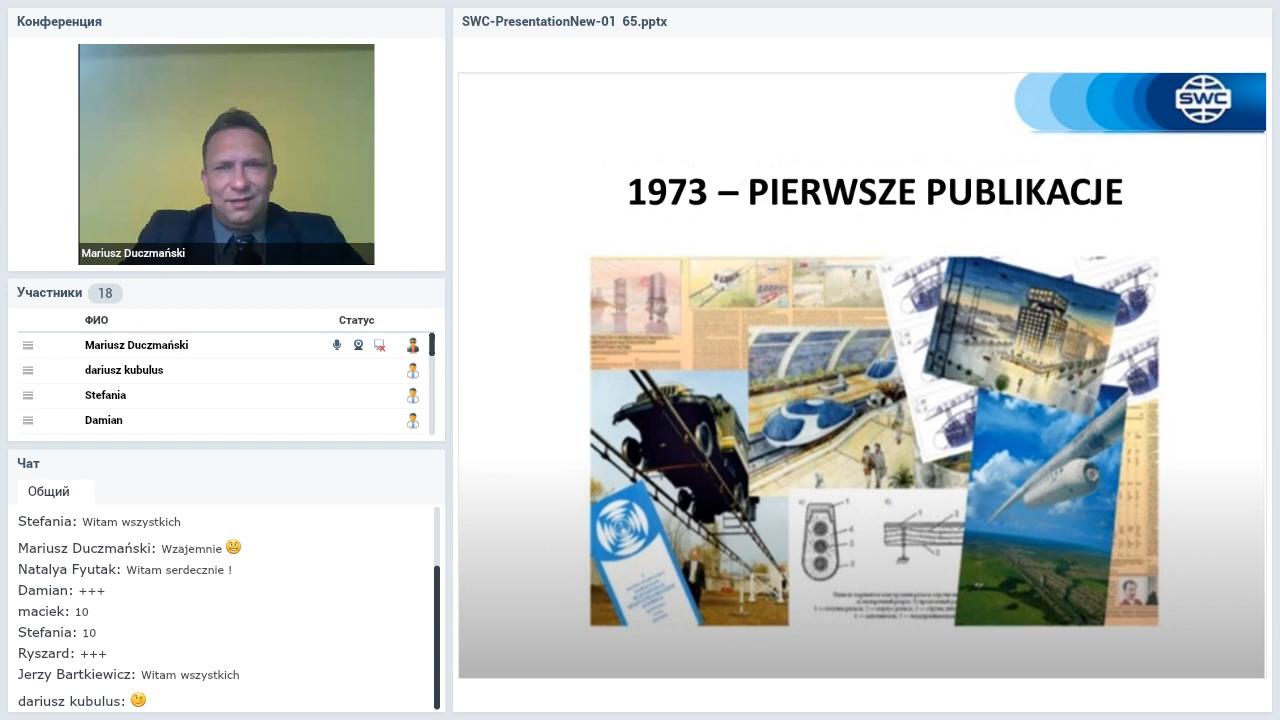 Конференция
Mariusz Duczmański
Участники 18
ФИО Статус
Mariusz Duczmański
dariusz kubulus
Stefania
Damian
Чат
Общий
Stefania: Witam wszystkich
Mariusz Duczmański: Wzajemnie
Natalya Fyutak: Witam serdecznie !
Damian: +++
maciek: 10
Stefania: 10
Ryszard: +++
Jerzy Bartkiewicz: Witam wszystkich
dariusz kubulus:
SWC-PresentationNew-01 65.pptx
SWC
1973 – PIERWSZE PUBLIKACJE